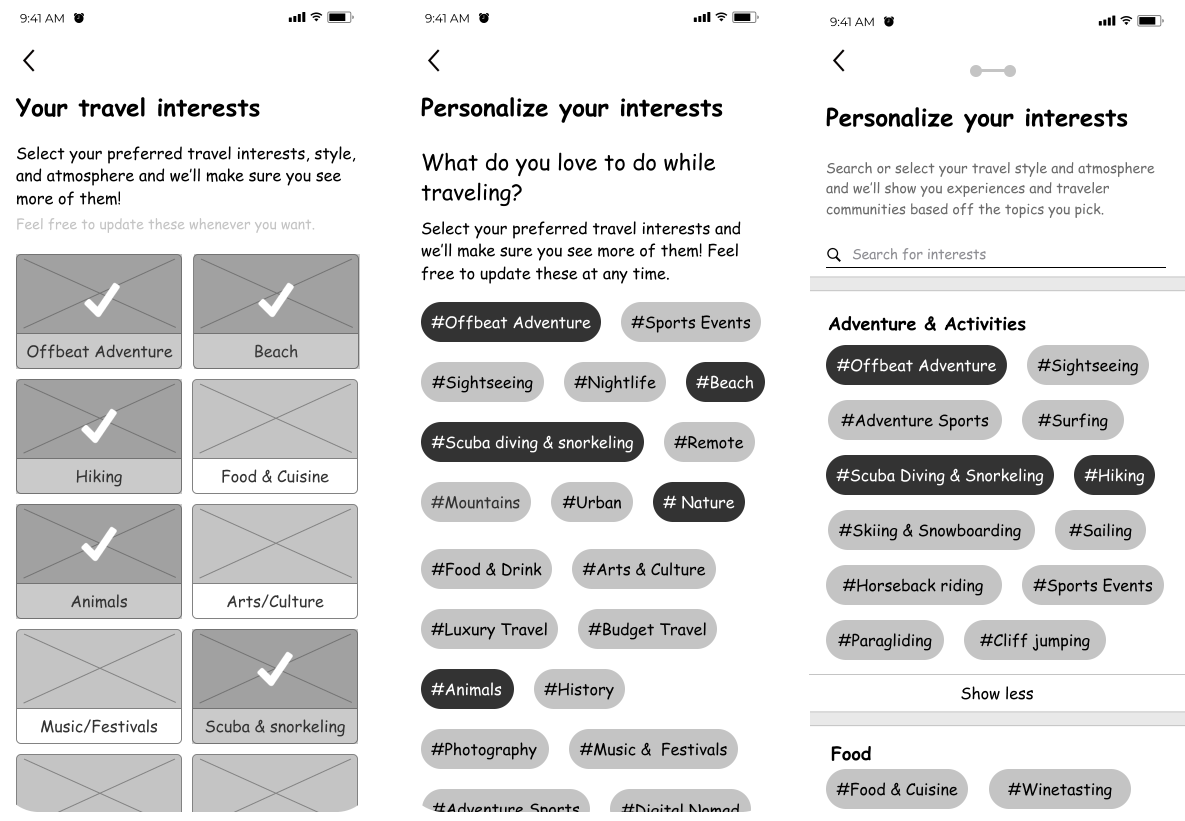 9:41 AM
Your travel interests
Select your preferred travel interests, style,
and atmosphere and we'll make sure you see
more of them!
Feel free to update these whenever you want.
Offbeat Adventure
Beach
Hiking
Food & Cuisine
Animals
Arts/Culture
Music/Festivals
Scuba & snorkeling
9:41 AM
Personalize your interests
What do you love to do while
traveling?
Select your preferred travel interests and
we'll make sure you see more of them! Feel
free to update these at any time.
#Offbeat Adventure
#Sports Events
#Sightseeing
#Nightlife
#Beach
#Scuba diving & snorkeling
#Remote
#Mountains
#Urban
# Nature
#Food & Drink
#Arts & Culture
#Luxury Travel
#Budget Travel
#Animals
#History
#Photography
#Music & Festivals
#Adventure Sports
#Digital Nomad
9:41 AM
Personalize your interests
Search or select your travel style and atmosphere
and we'll show you experiences and traveler
communities based off the topics you pick.
Search for interests
Adventure & Activities
#Offbeat Adventure
#Sightseeing
#Adventure Sports
#Surfing
#Scuba Diving & Snorkeling
#Hiking
#Skiing & Snowboarding
#Sailing
#Horseback riding
#Sports Events
#Paragliding
#Cliff jumping
Show less
Food
#Food & Cuisine
#Winetasting